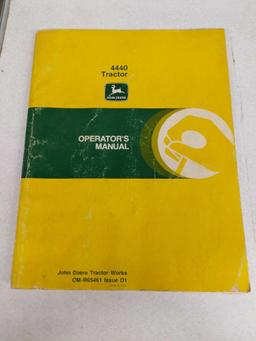 4440
Tractor
JOHN DEERE
OPERATOR'S
MANUAL
John Deere Tractor Works
OM-R65461 Issue D1